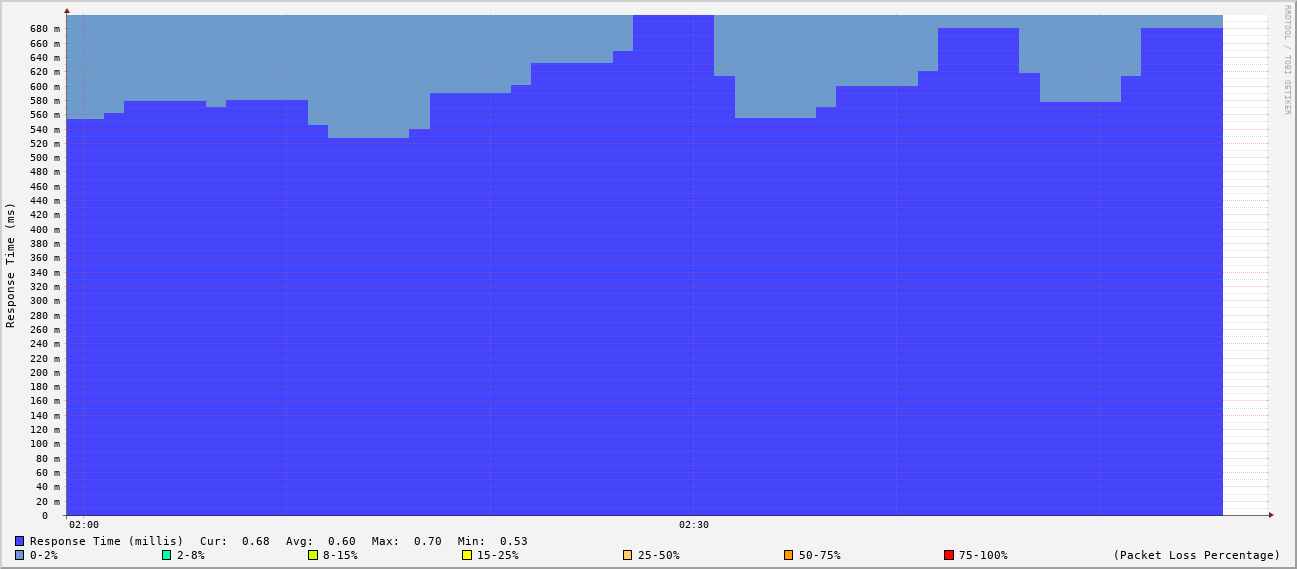 RRDTOOL / TOBI OETIKER
Response Time (ms)
680 m
660 m
640 m
620 m
600 m
580 m
560 m
540 m
520 m
500 m
480 m
460 m
440 m
420 m
400 m
380 m
360 m
340 m
320 m
300 m
280 m
260 m
240 m
220 m
200 m
180 m
160 m
140 m
120 m
100 m
80 m
60 m
40 m
20 m
0
02:00 02:30
Response Time (millis) Cur: 0.68 Avg: 0.60 Max: 0.70 Min: 0.53
0-2% 2-8% 8-15% 15-25% 25-50% 50-75% 75-100% (Packet Loss Percentage)